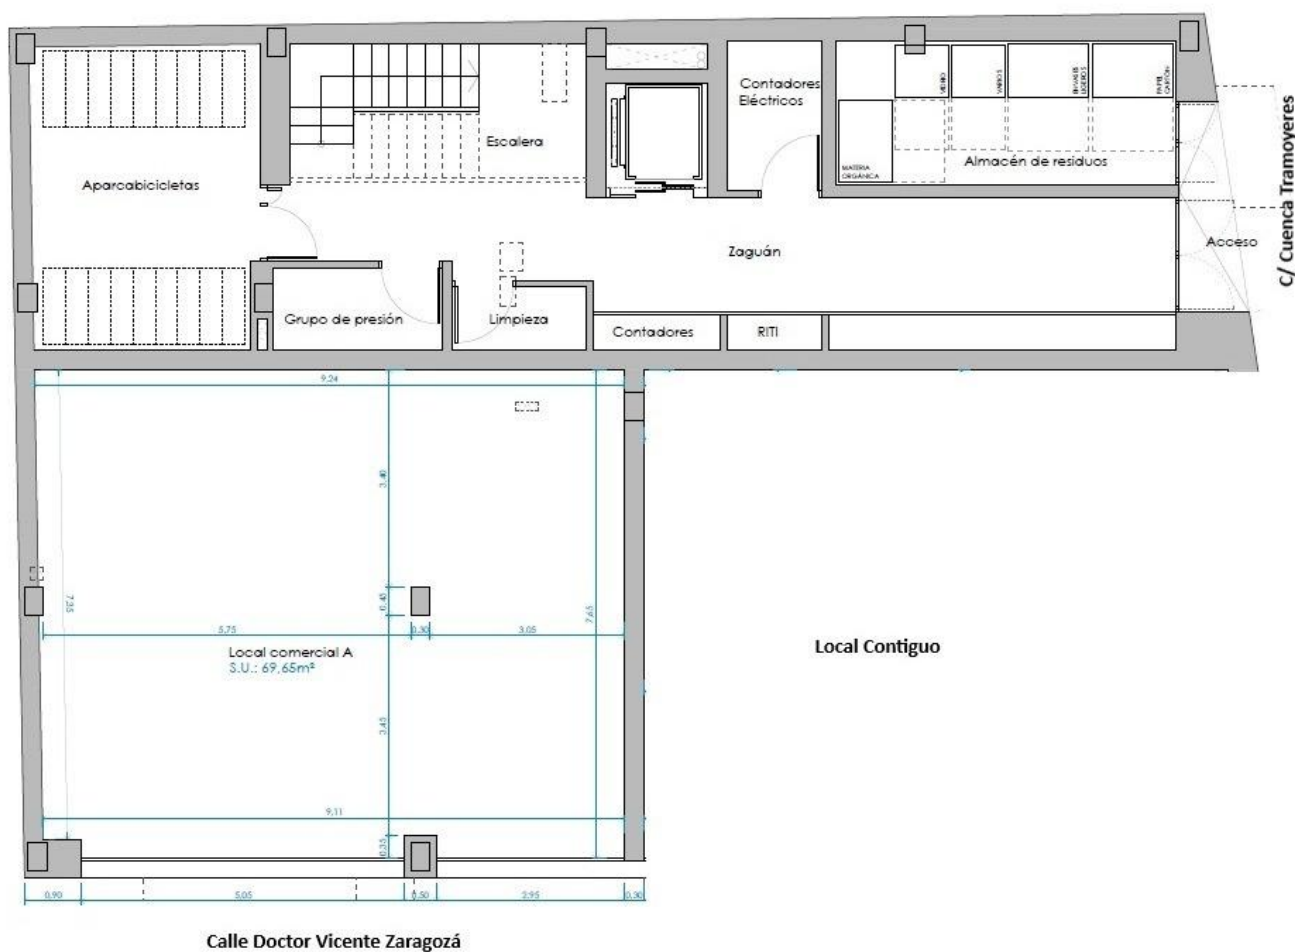 VIDRIO
VARIOS
ENVASES
LIGEROS
PAPEL
CARTÓN
Contadores
Eléctricos
Escalera
Almacén de residuos
MATERIA
ORGÁNICA
Aparcabicicletas
C/ Cuenca Tramoyeres
Acceso
Zaguán
Grupo de presión
Limpieza
Contadores
RITI
9,24
3,40
7,35
0,45
7,65
5,75
0,30
3,05
Local comercial A
S.U.: 69,65m²
Local Contiguo
3,45
9,11
0,35
0,90
5,05
0,50
2,95
0,30
Calle Doctor Vicente Zaragozá